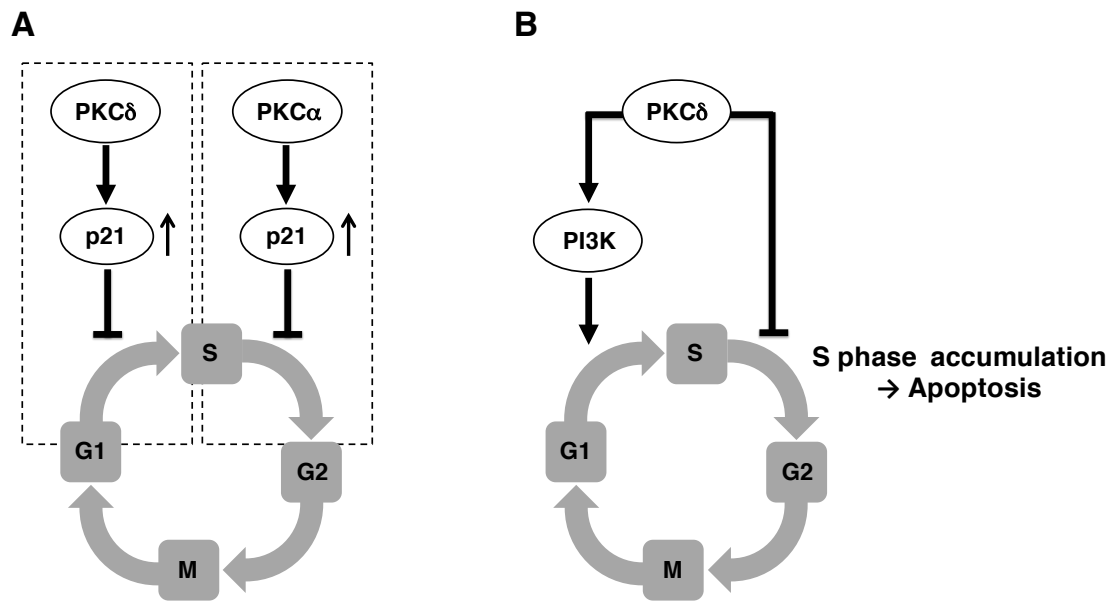 A
PKCδ
PKCα
p21
p21
S
G1
G2
M
B
PKCδ
PI3K
S
S phase accumulation
→ Apoptosis
G1
G2
M